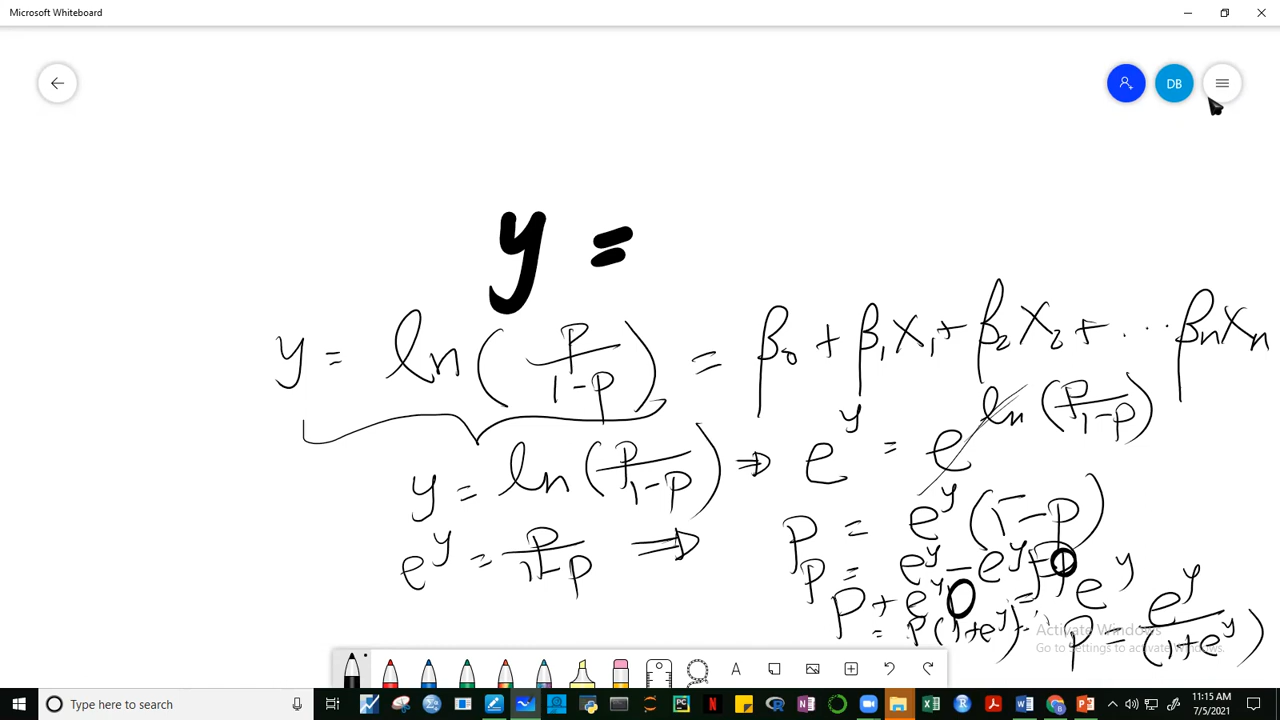 Microsoft Whiteboard
DB
y =
y = ln(p/1-p) = β0 + β1X1 + β2X2 + ... βnXn
y = ln(p/1-p) ⇒ e^y = e^ln(p/1-p)
e^y = p/1-p ⇒ p = e^y(1-p)
p = e^y - e^y p
p + e^y p = e^y
= p(1+e^y) p = e^y/(1+e^y)
Activate Windows
Go to Settings to activate Windows.
A
Type here to search
11:15 AM
7/5/2021